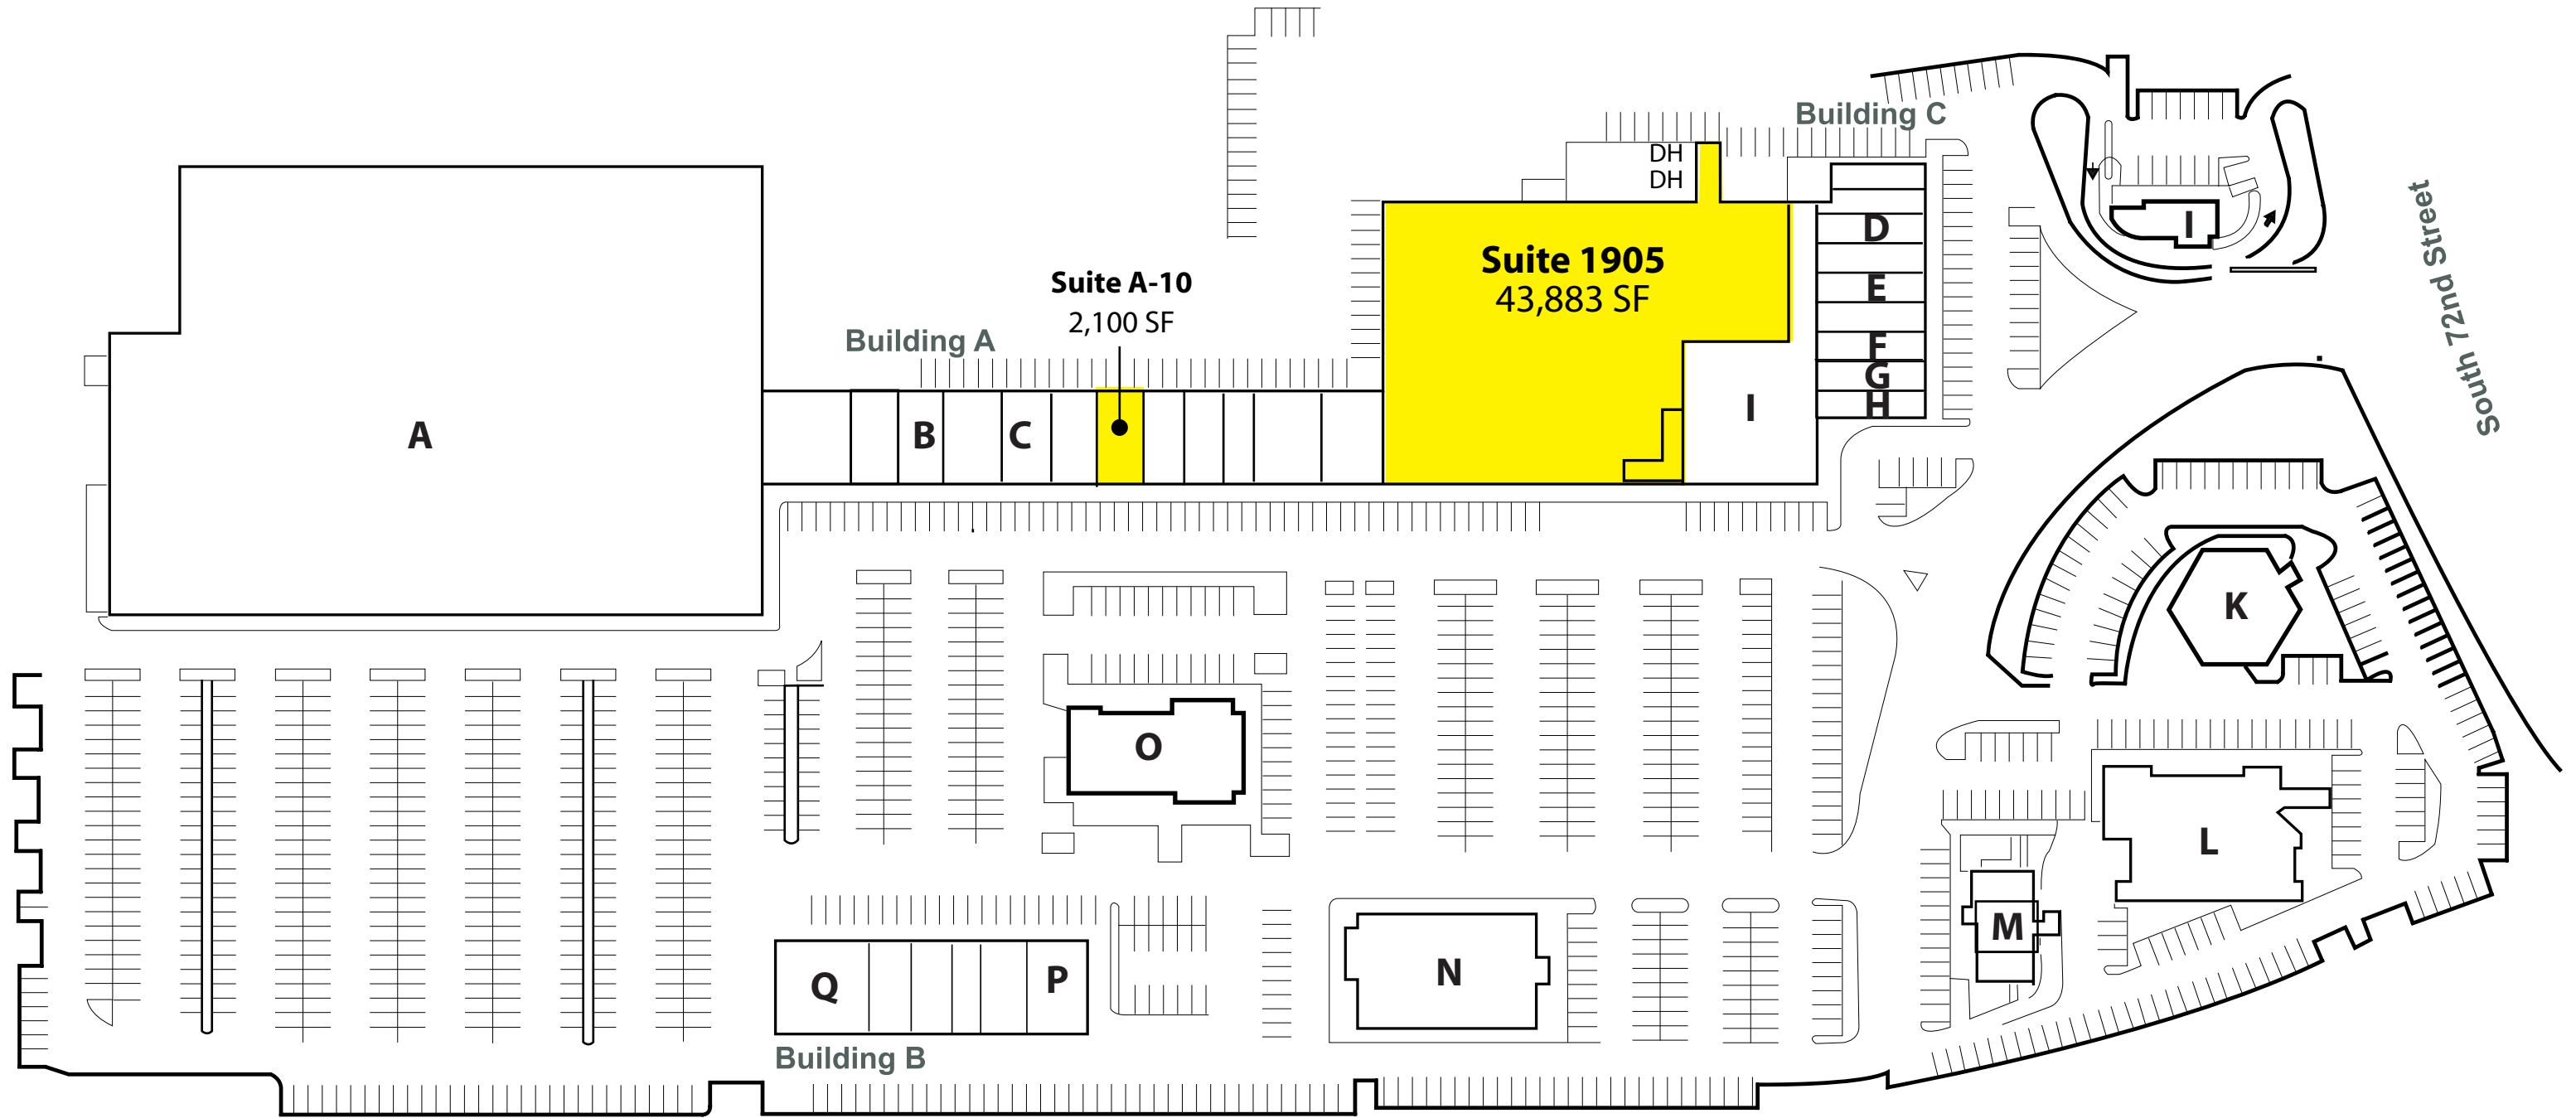 Building C
DH
DH
I
D
South 72nd Street
Suite 1905
43,883 SF
Suite A-10
2,100 SF
E
Building A
F
G
H
I
A
B
C
K
O
L
M
N
Q
P
Building B